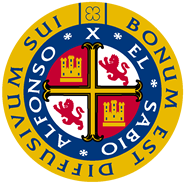 BONUM EST DIFFUSIVUM SUI
ALFONSO X EL SABIO